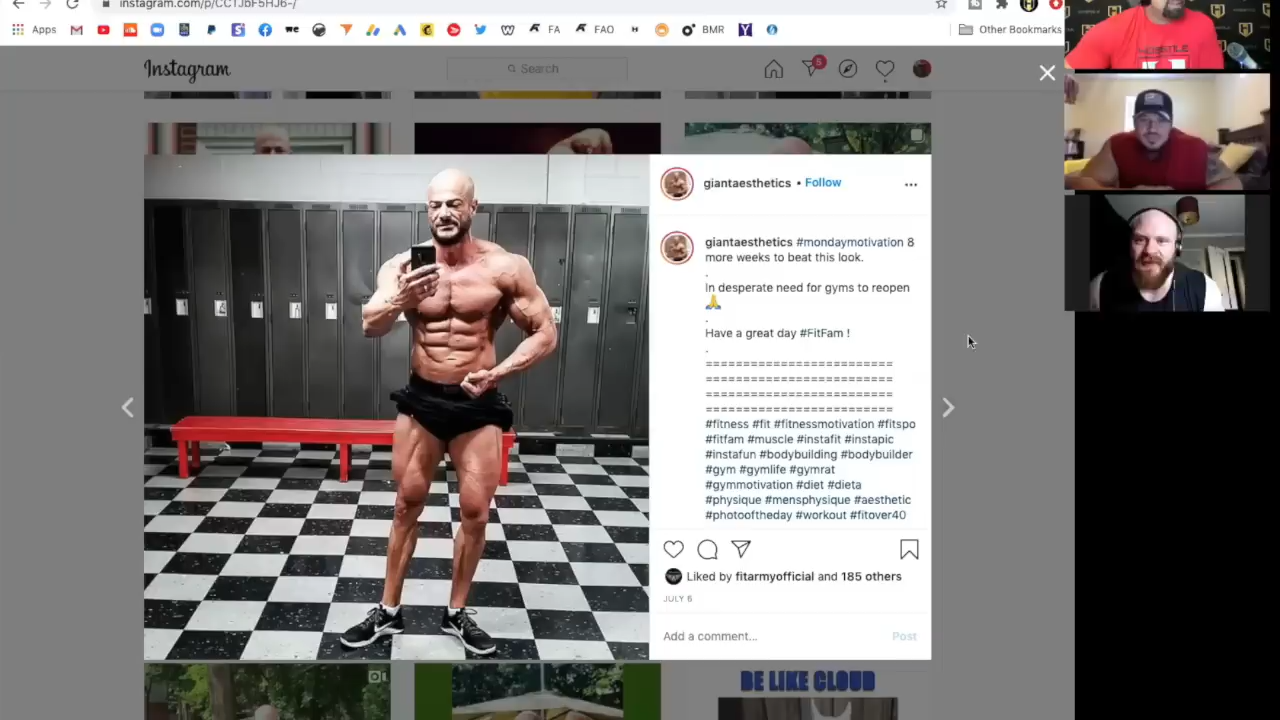 instagram.com/p/CCTJbF5HJ6-/
Apps
FA
FAO
BMR
Other Bookmarks
Instagram
Search
5
giantaesthetics • Follow
giantaesthetics #mondaymotivation 8
more weeks to beat this look.
.
In desperate need for gyms to reopen
🙏
.
Have a great day #FitFam !
.
=========================
=========================
=========================
=========================
#fitness #fit #fitnessmotivation #fitspo
#fitfam #muscle #instafit #instapic
#instafun #bodybuilding #bodybuilder
#gym #gymlife #gymrat
#gymmotivation #diet #dieta
#physique #mensphysique #aesthetic
#photooftheday #workout #fitover40
Liked by fitarmyofficial and 185 others
JULY 6
Add a comment...
Post
BE LIKE CLOUD